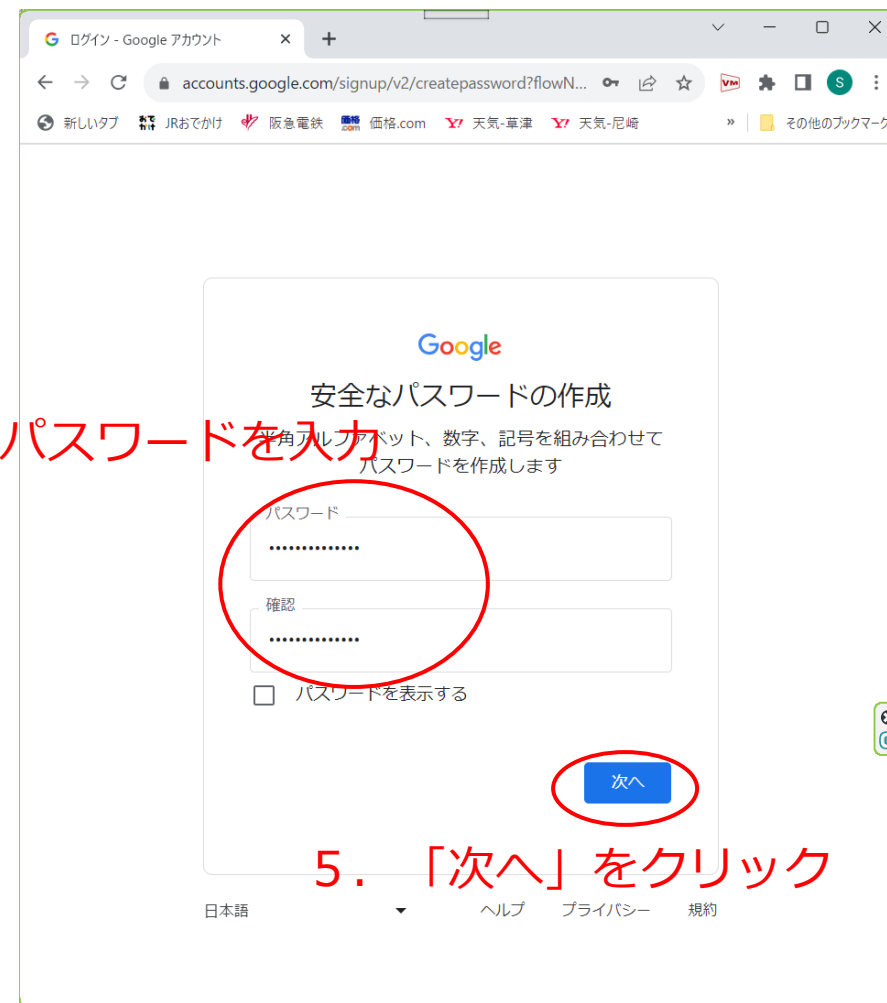 ログイン - Google アカウント
accounts.google.com/signup/v2/createpassword?flowN...
S
新しいタブ
おでかけ
JRおでかけ
阪急電鉄
価格.com
価格.com
Y! 天気-草津
Y! 天気-尼崎
»
その他のブックマーク
Google
安全なパスワードの作成
パスワードを入力
半角アルファベット、数字、記号を組み合わせて
パスワードを作成します
パスワード
••••••••••••••
確認
••••••••••••••
パスワードを表示する
次へ
5．「次へ」をクリック
日本語
ヘルプ
プライバシー
規約